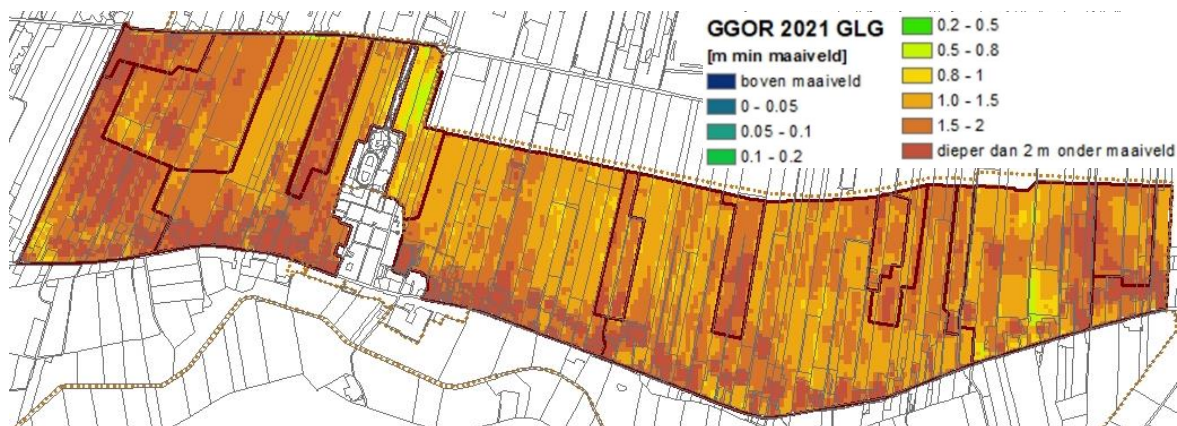 GGOR 2021 GLG
[m min maaiveld]
boven maaiveld
0 - 0.05
0.05 - 0.1
0.1 - 0.2
0.2 - 0.5
0.5 - 0.8
0.8 - 1
1.0 - 1.5
1.5 - 2
dieper dan 2 m onder maaiveld